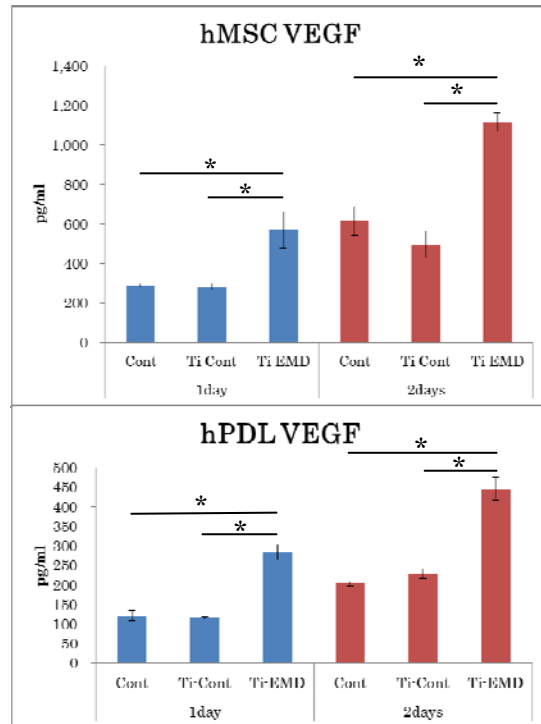 hMSC VEGF
1,400
1,200
1,000
800
600
400
200
0
pg/ml
*
*
*
*
Cont
Ti Cont
Ti EMD
Cont
Ti Cont
Ti EMD
1day
2days
hPDL VEGF
500
450
400
350
300
250
200
150
100
50
0
pg/ml
*
*
*
*
Cont
Ti-Cont
Ti-EMD
Cont
Ti-Cont
Ti-EMD
1day
2days